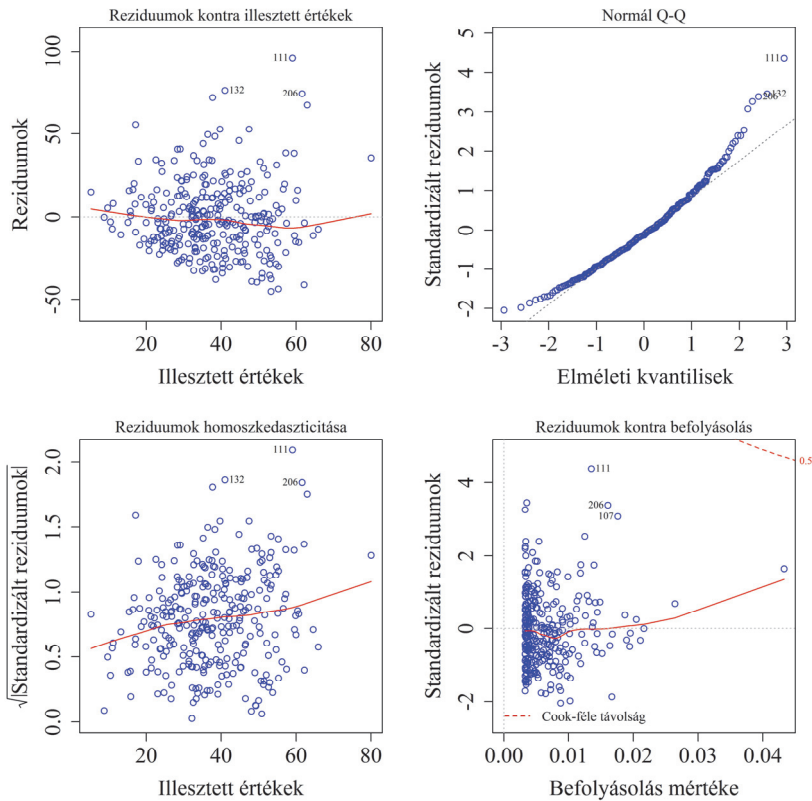 Reziduumok kontra illesztett értékek
Reziduumok
100
50
0
-50
111
132
206
20 40 60 80
Illesztett értékek
Normál Q-Q
Standardizált reziduumok
5
4
3
2
1
0
-1
-2
111
132
206
-3 -2 -1 0 1 2 3
Elméleti kvantilisek
Reziduumok homoszkedaszticitása
√|Standardizált reziduumok|
2.0
1.5
1.0
0.5
0.0
111
132
206
20 40 60 80
Illesztett értékek
Reziduumok kontra befolyásolás
Standardizált reziduumok
4
2
0
-2
111
206
107
0.5
Cook-féle távolság
0.00 0.01 0.02 0.03 0.04
Befolyásolás mértéke